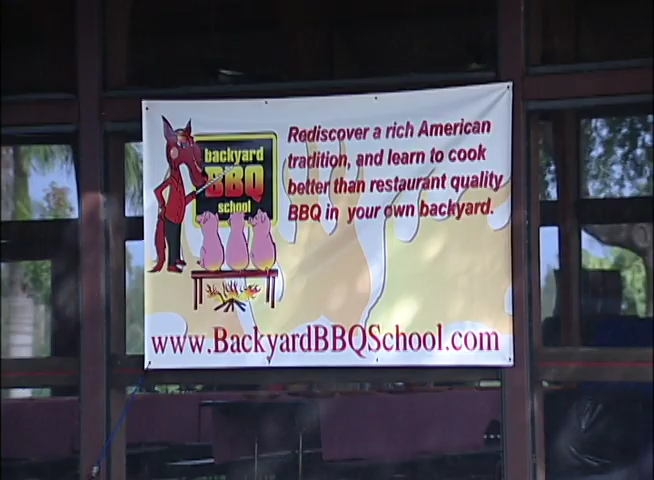 backyard
BBQ
school
Rediscover a rich American
tradition, and learn to cook
better than restaurant quality
BBQ in your own backyard.
www.BackyardBBQSchool.com